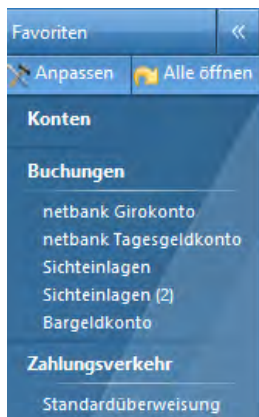 Favoriten «
Anpassen Alle öffnen
Konten
Buchungen
netbank Girokonto
netbank Tagesgeldkonto
Sichteinlagen
Sichteinlagen (2)
Bargeldkonto
Zahlungsverkehr
Standardüberweisung